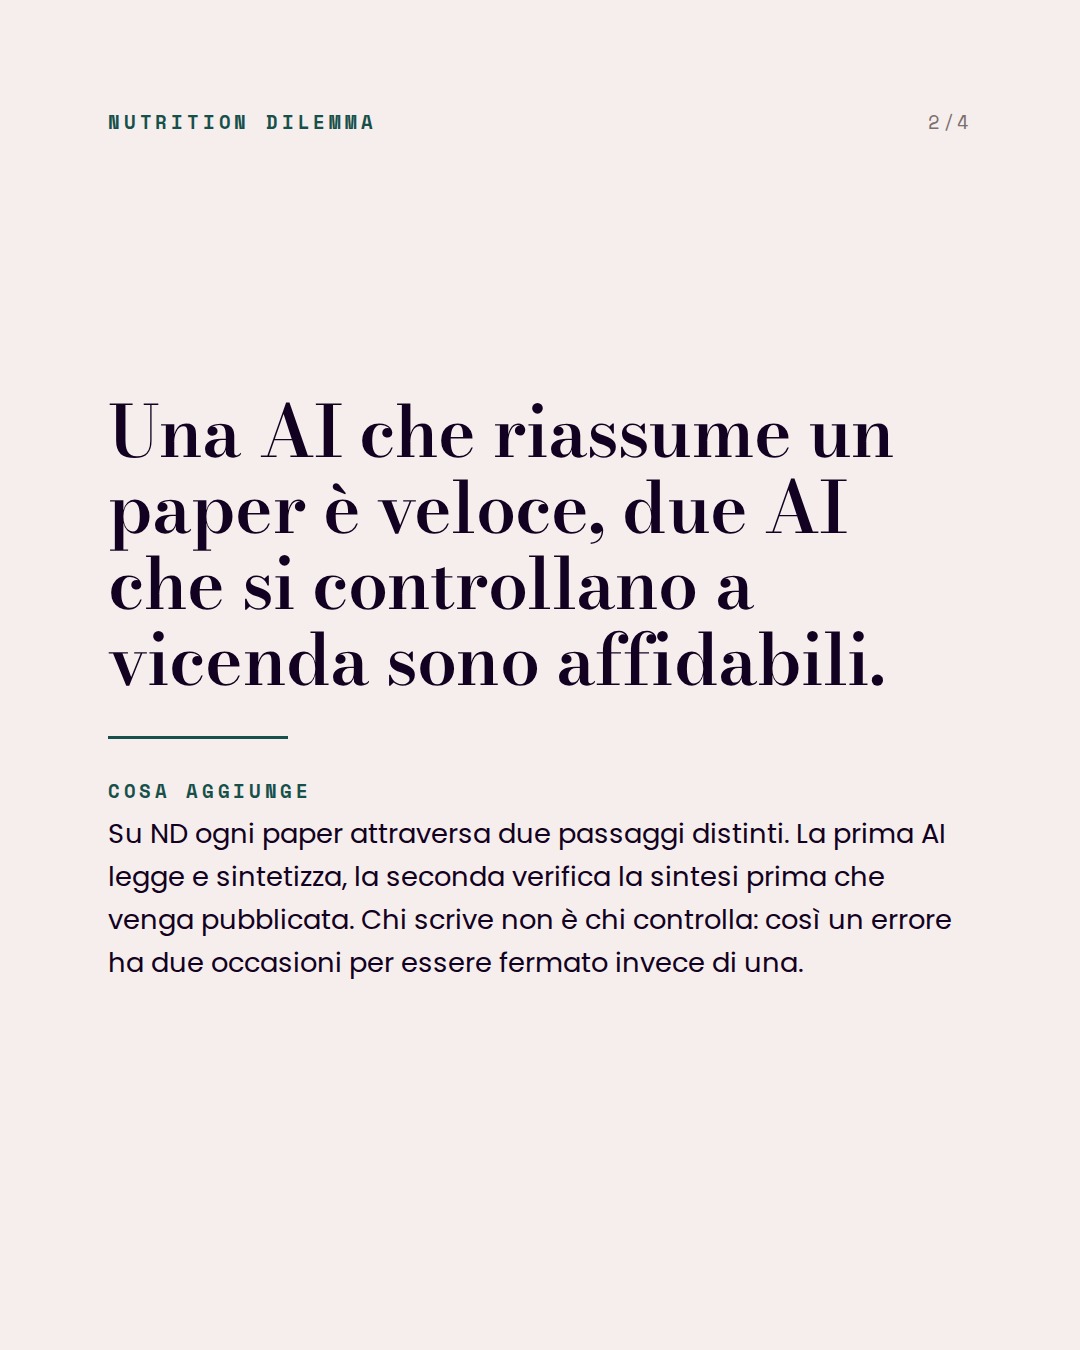 NUTRITION DILEMMA
2/4
Una AI che riassume un
paper è veloce, due AI
che si controllano a
vicenda sono affidabili.
COSA AGGIUNGE
Su ND ogni paper attraversa due passaggi distinti. La prima AI
legge e sintetizza, la seconda verifica la sintesi prima che
venga pubblicata. Chi scrive non è chi controlla: così un errore
ha due occasioni per essere fermato invece di una.